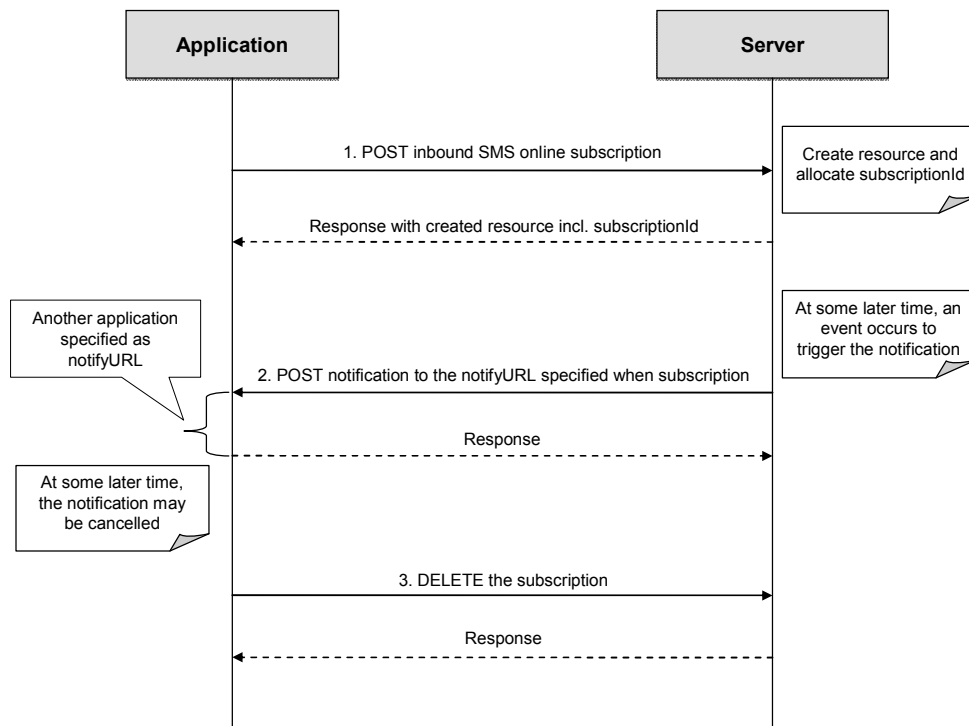 Application
Server
1. POST inbound SMS online subscription
Create resource and
allocate subscriptionId
Response with created resource incl. subscriptionId
Another application
specified as
notifyURL
At some later time, an
event occurs to
trigger the notification
2. POST notification to the notifyURL specified when subscription
Response
At some later time,
the notification may
be cancelled
3. DELETE the subscription
Response